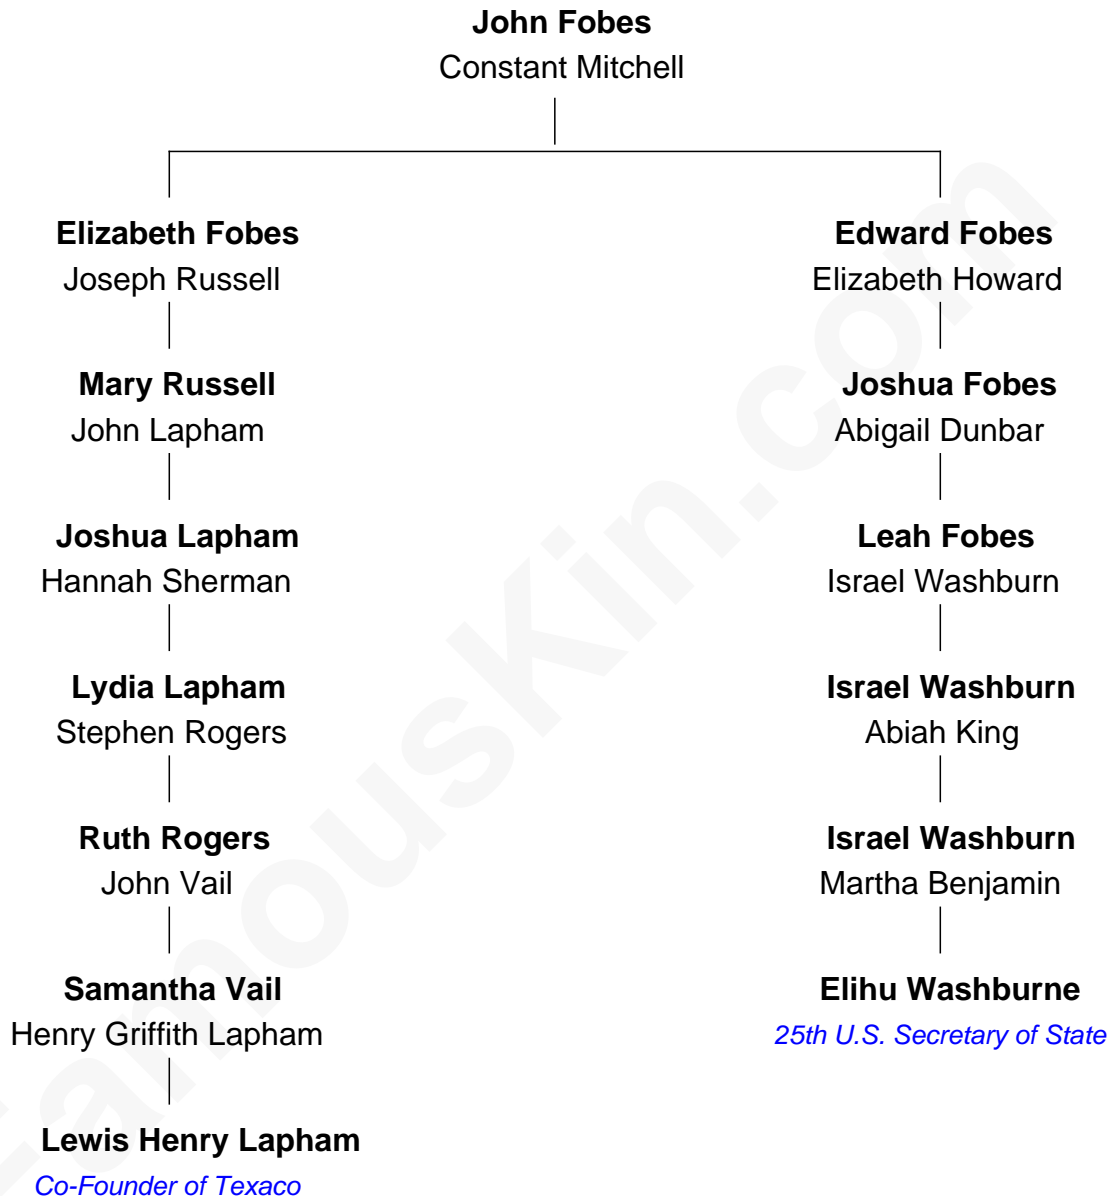 John Fobes
Constant Mitchell
Elizabeth Fobes
Joseph Russell
Edward Fobes
Elizabeth Howard
Mary Russell
John Lapham
Joshua Fobes
Abigail Dunbar
Joshua Lapham
Hannah Sherman
Leah Fobes
Israel Washburn
Lydia Lapham
Stephen Rogers
Israel Washburn
Abiah King
Ruth Rogers
John Vail
Israel Washburn
Martha Benjamin
Samantha Vail
Henry Griffith Lapham
Elihu Washburne
25th U.S. Secretary of State
Lewis Henry Lapham
Co-Founder of Texaco
FamousKin.com